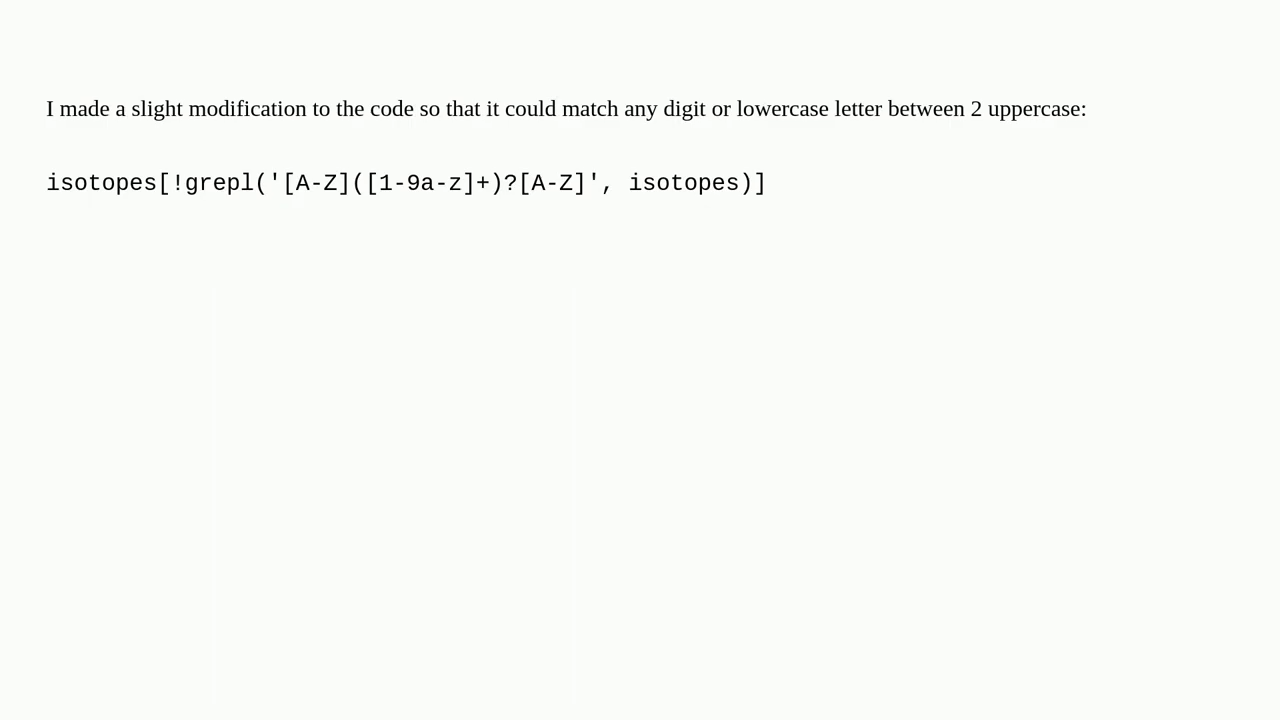 I made a slight modification to the code so that it could match any digit or lowercase letter between 2 uppercase:
isotopes[!grepl('[A-Z]([1-9a-z]+)?[A-Z]', isotopes)]